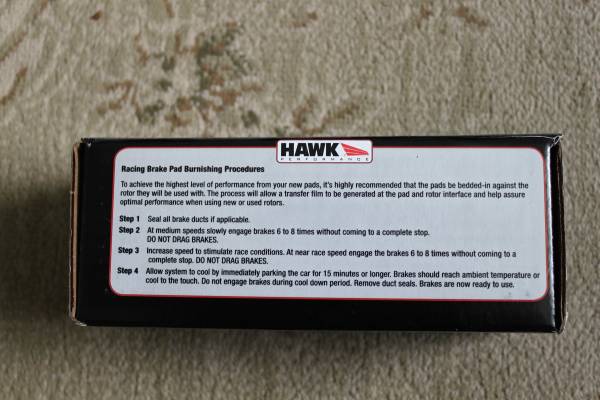 HAWK
PERFORMANCE
Racing Brake Pad Burnishing Procedures
To achieve the highest level of performance from your new pads, it's highly recommended that the pads be bedded-in against the
rotor they will be used with. The process will allow a transfer film to be generated at the pad and rotor interface and help assure
optimal performance when using new or used rotors.
Step 1 Seal all brake ducts if applicable.
Step 2 At medium speeds slowly engage brakes 6 to 8 times without coming to a complete stop.
DO NOT DRAG BRAKES.
Step 3 Increase speed to stimulate race conditions. At near race speed engage the brakes 6 to 8 times without coming to a
complete stop. DO NOT DRAG BRAKES.
Step 4 Allow system to cool by immediately parking the car for 15 minutes or longer. Brakes should reach ambient temperature or
cool to the touch. Do not engage brakes during cool down period. Remove duct seals. Brakes are now ready to use.